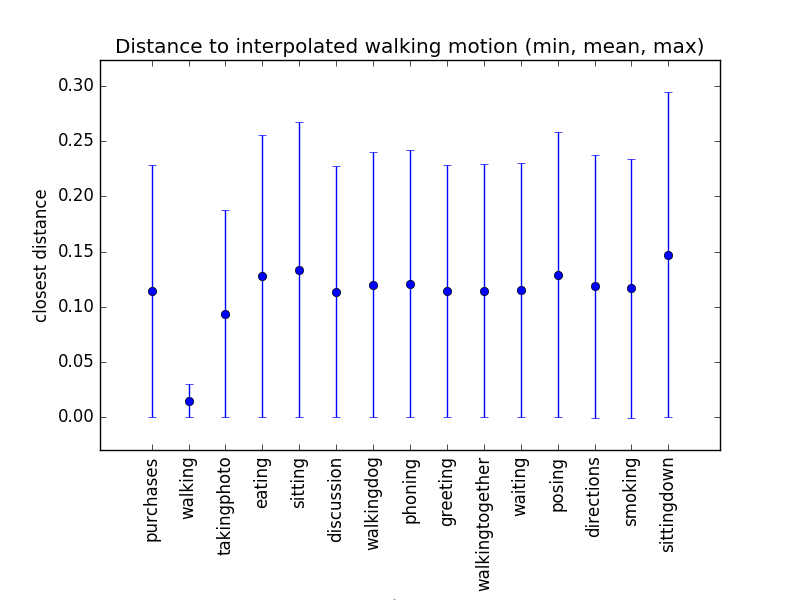 Distance to interpolated walking motion (min, mean, max)
closest distance
0.30
0.25
0.20
0.15
0.10
0.05
0.00
purchases
walking
takingphoto
eating
sitting
discussion
walkingdog
phoning
greeting
walkingtogether
waiting
posing
directions
smoking
sittingdown